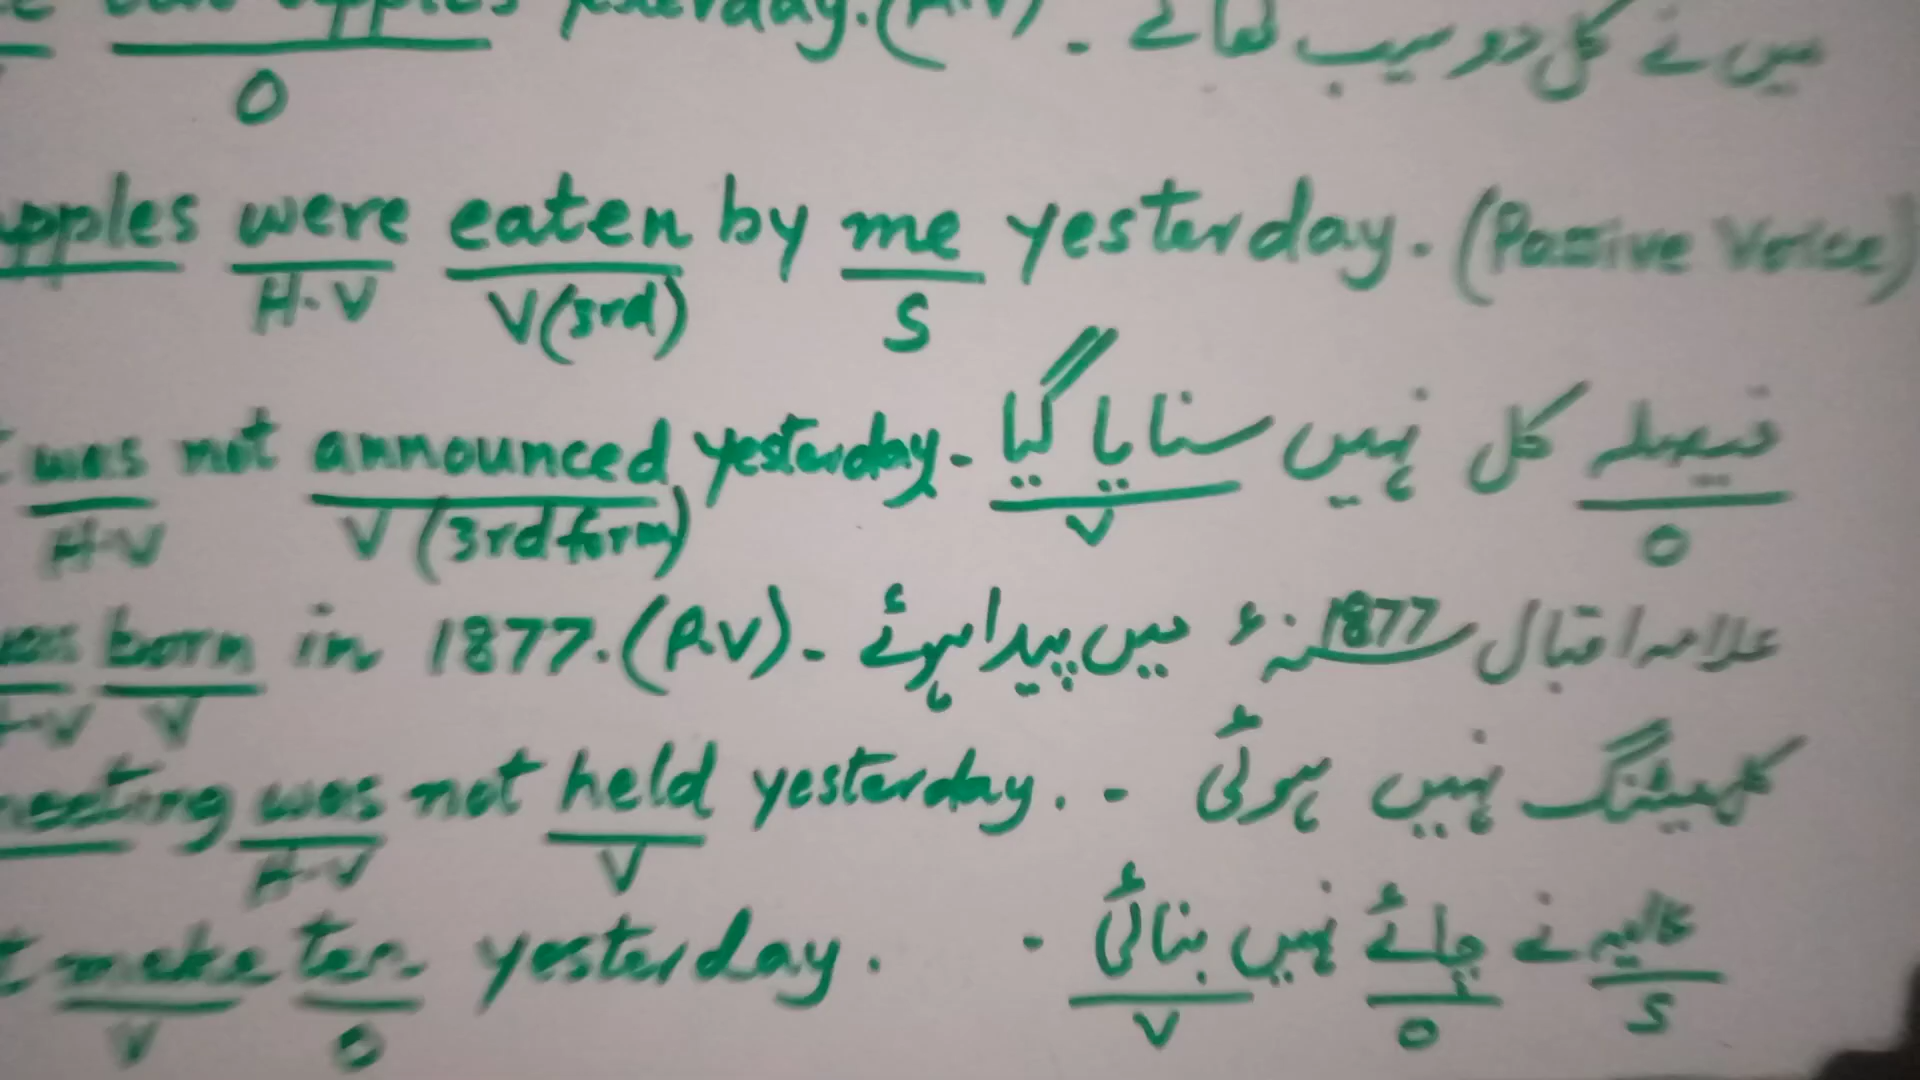 yesterday. (A.V) میں نے کل دو سیب کھائے ۔
O
apples were eaten by me yesterday. (Passive Voice)
H.V V(3rd) S
t was not announced yesterday. فیصلہ کل نہیں سنایا گیا
H.V V (3rd form) V O
was born in 1877. (P.V) علامہ اقبال 1877ء میں پیدا ہوئے ۔
H.V V
meeting was not held yesterday. کل میٹنگ نہیں ہوئی ۔
H.V V
t make tea yesterday. عالیہ نے چائے نہیں بنائی ۔
V O V O S